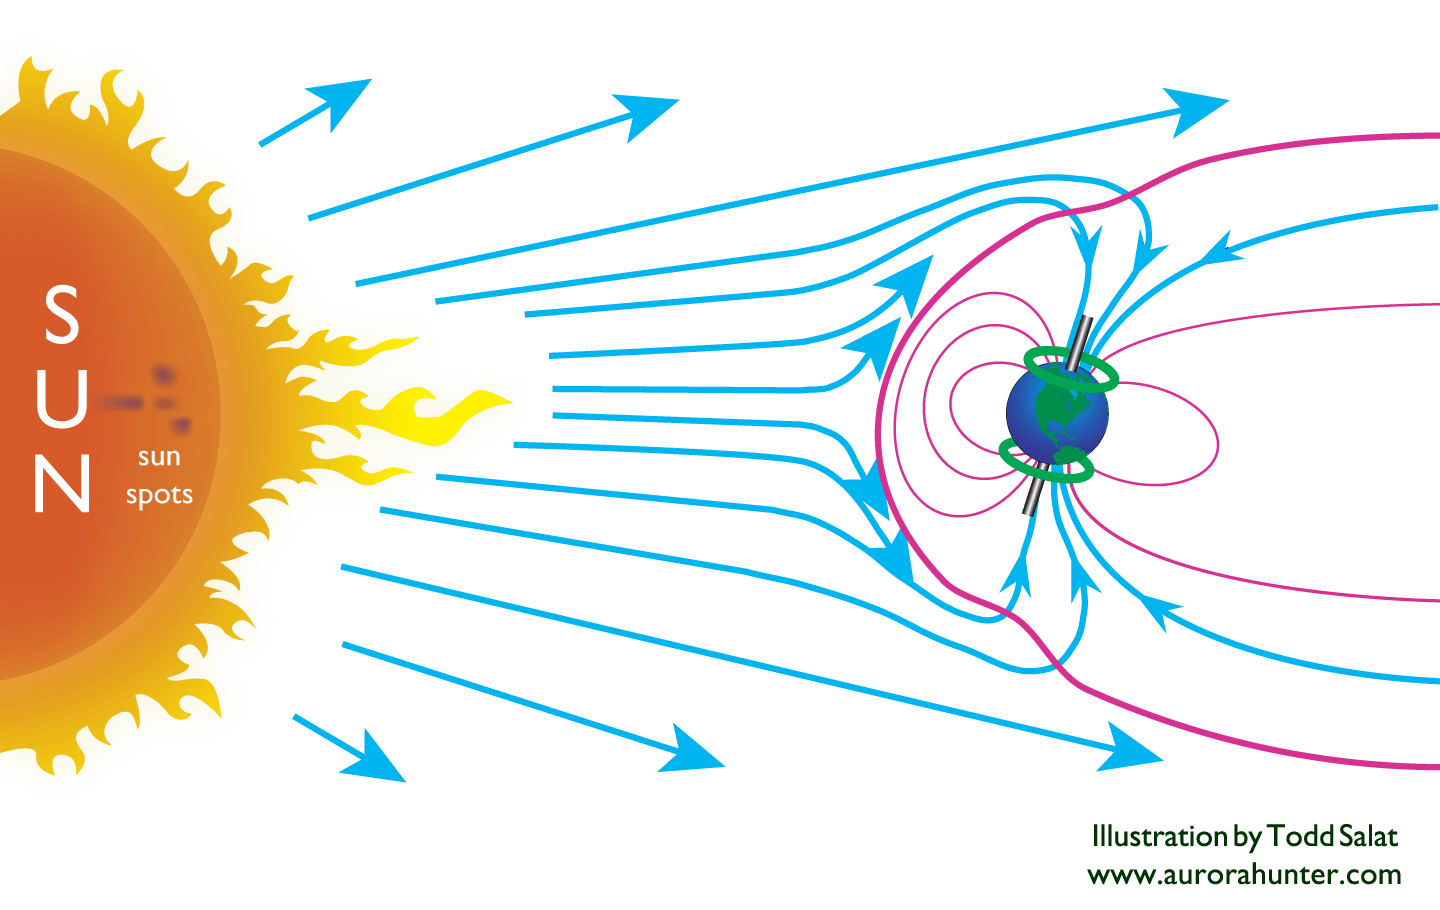 S
U
N
sun
spots
Illustration by Todd Salat
www.aurorahunter.com